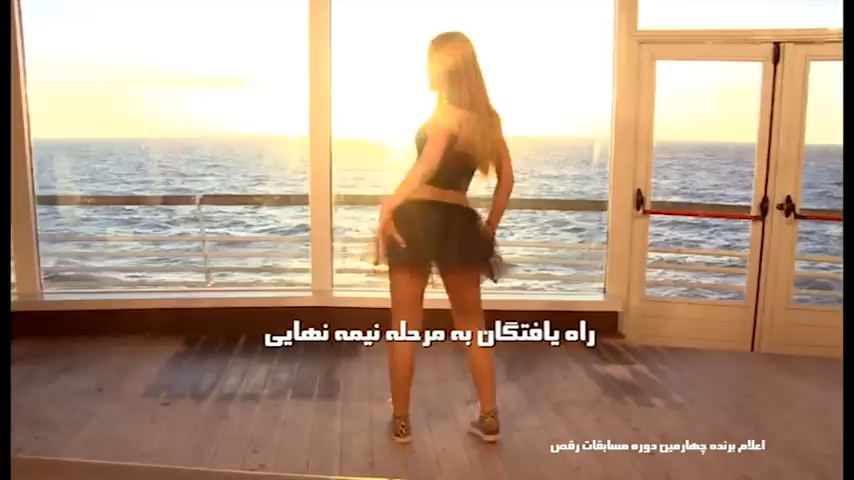 راه یافتگان به مرحله نیمه نهایی
اعلام برنده چهارمین دوره مسابقات رقص